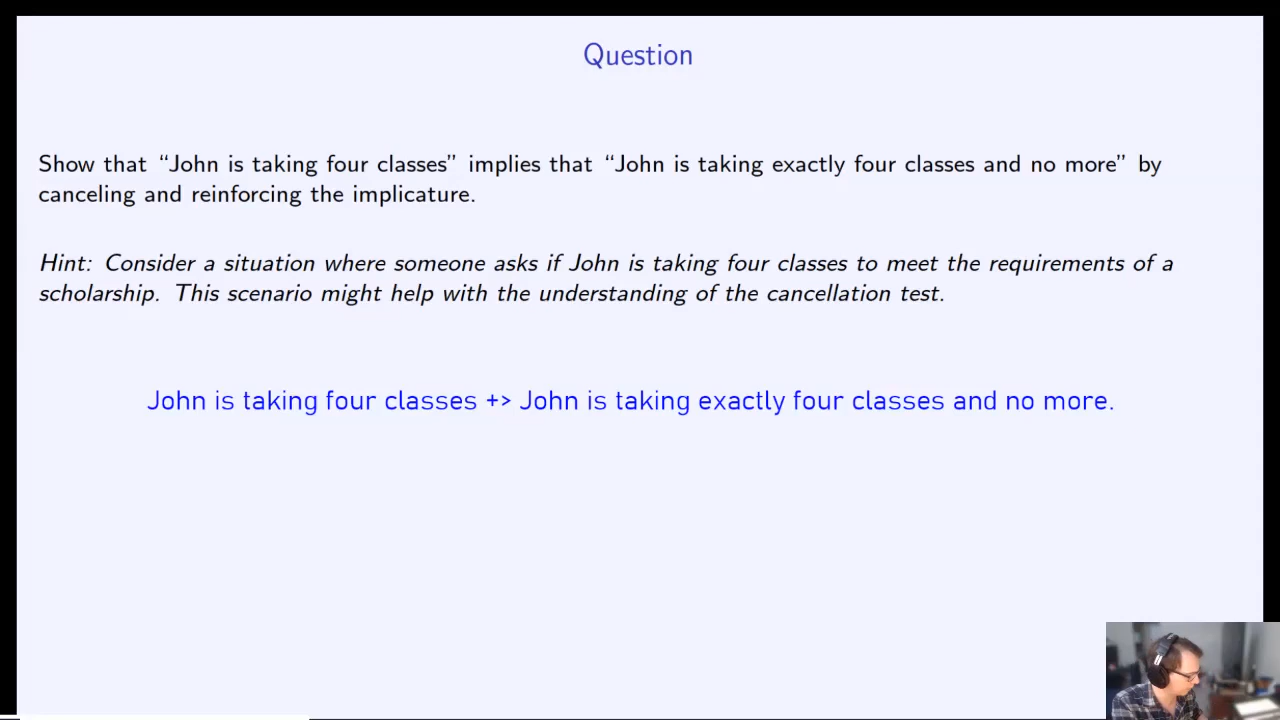 Question
Show that “John is taking four classes” implies that “John is taking exactly four classes and no more” by
canceling and reinforcing the implicature.
Hint: Consider a situation where someone asks if John is taking four classes to meet the requirements of a
scholarship. This scenario might help with the understanding of the cancellation test.
John is taking four classes +> John is taking exactly four classes and no more.